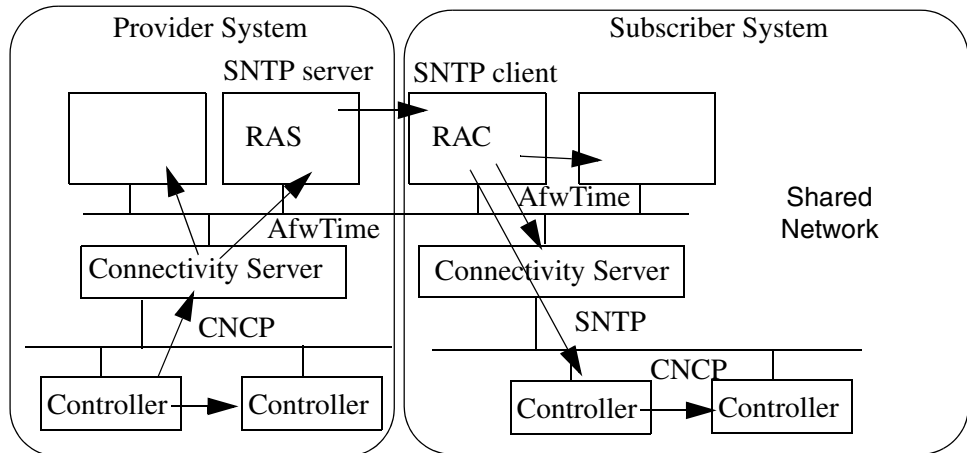 Provider System
Subscriber System
SNTP server
SNTP client
RAS
RAC
AfwTime
AfwTime
Shared
Network
Connectivity Server
Connectivity Server
CNCP
SNTP
CNCP
Controller
Controller
Controller
Controller